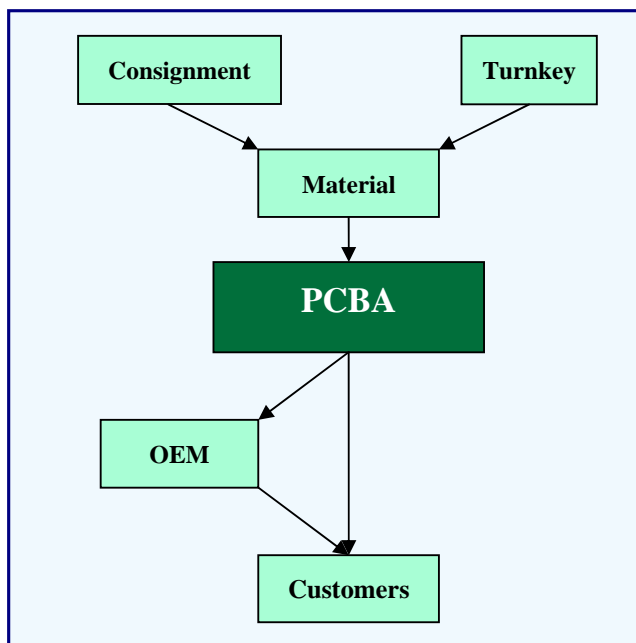 Consignment
Turnkey
Material
PCBA
OEM
Customers